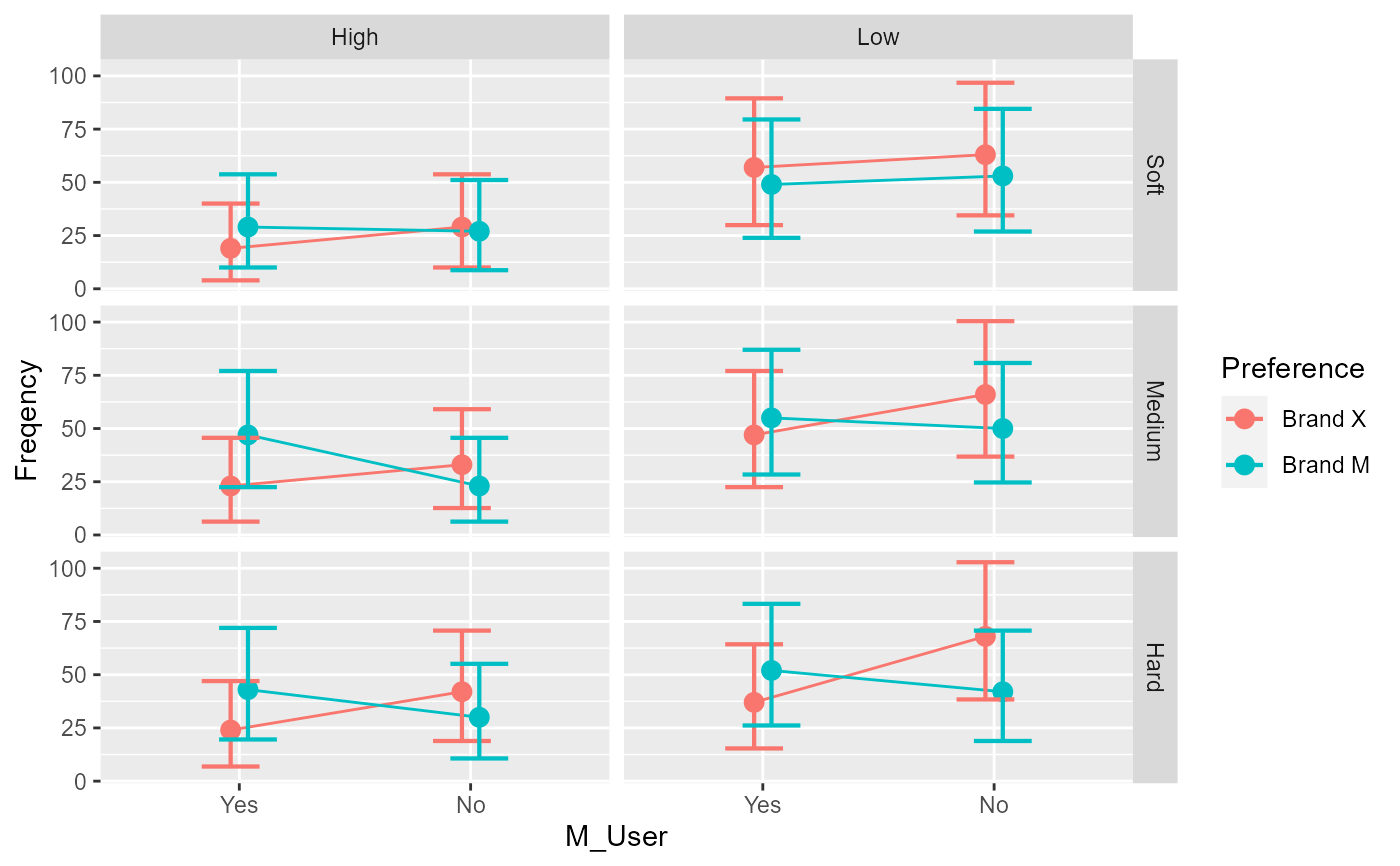 High
Low
100
75
50
25
0
Soft
100
75
50
25
0
Medium
100
75
50
25
0
Hard
Yes
No
Yes
No
M_User
Freqency
Preference
Brand X
Brand M